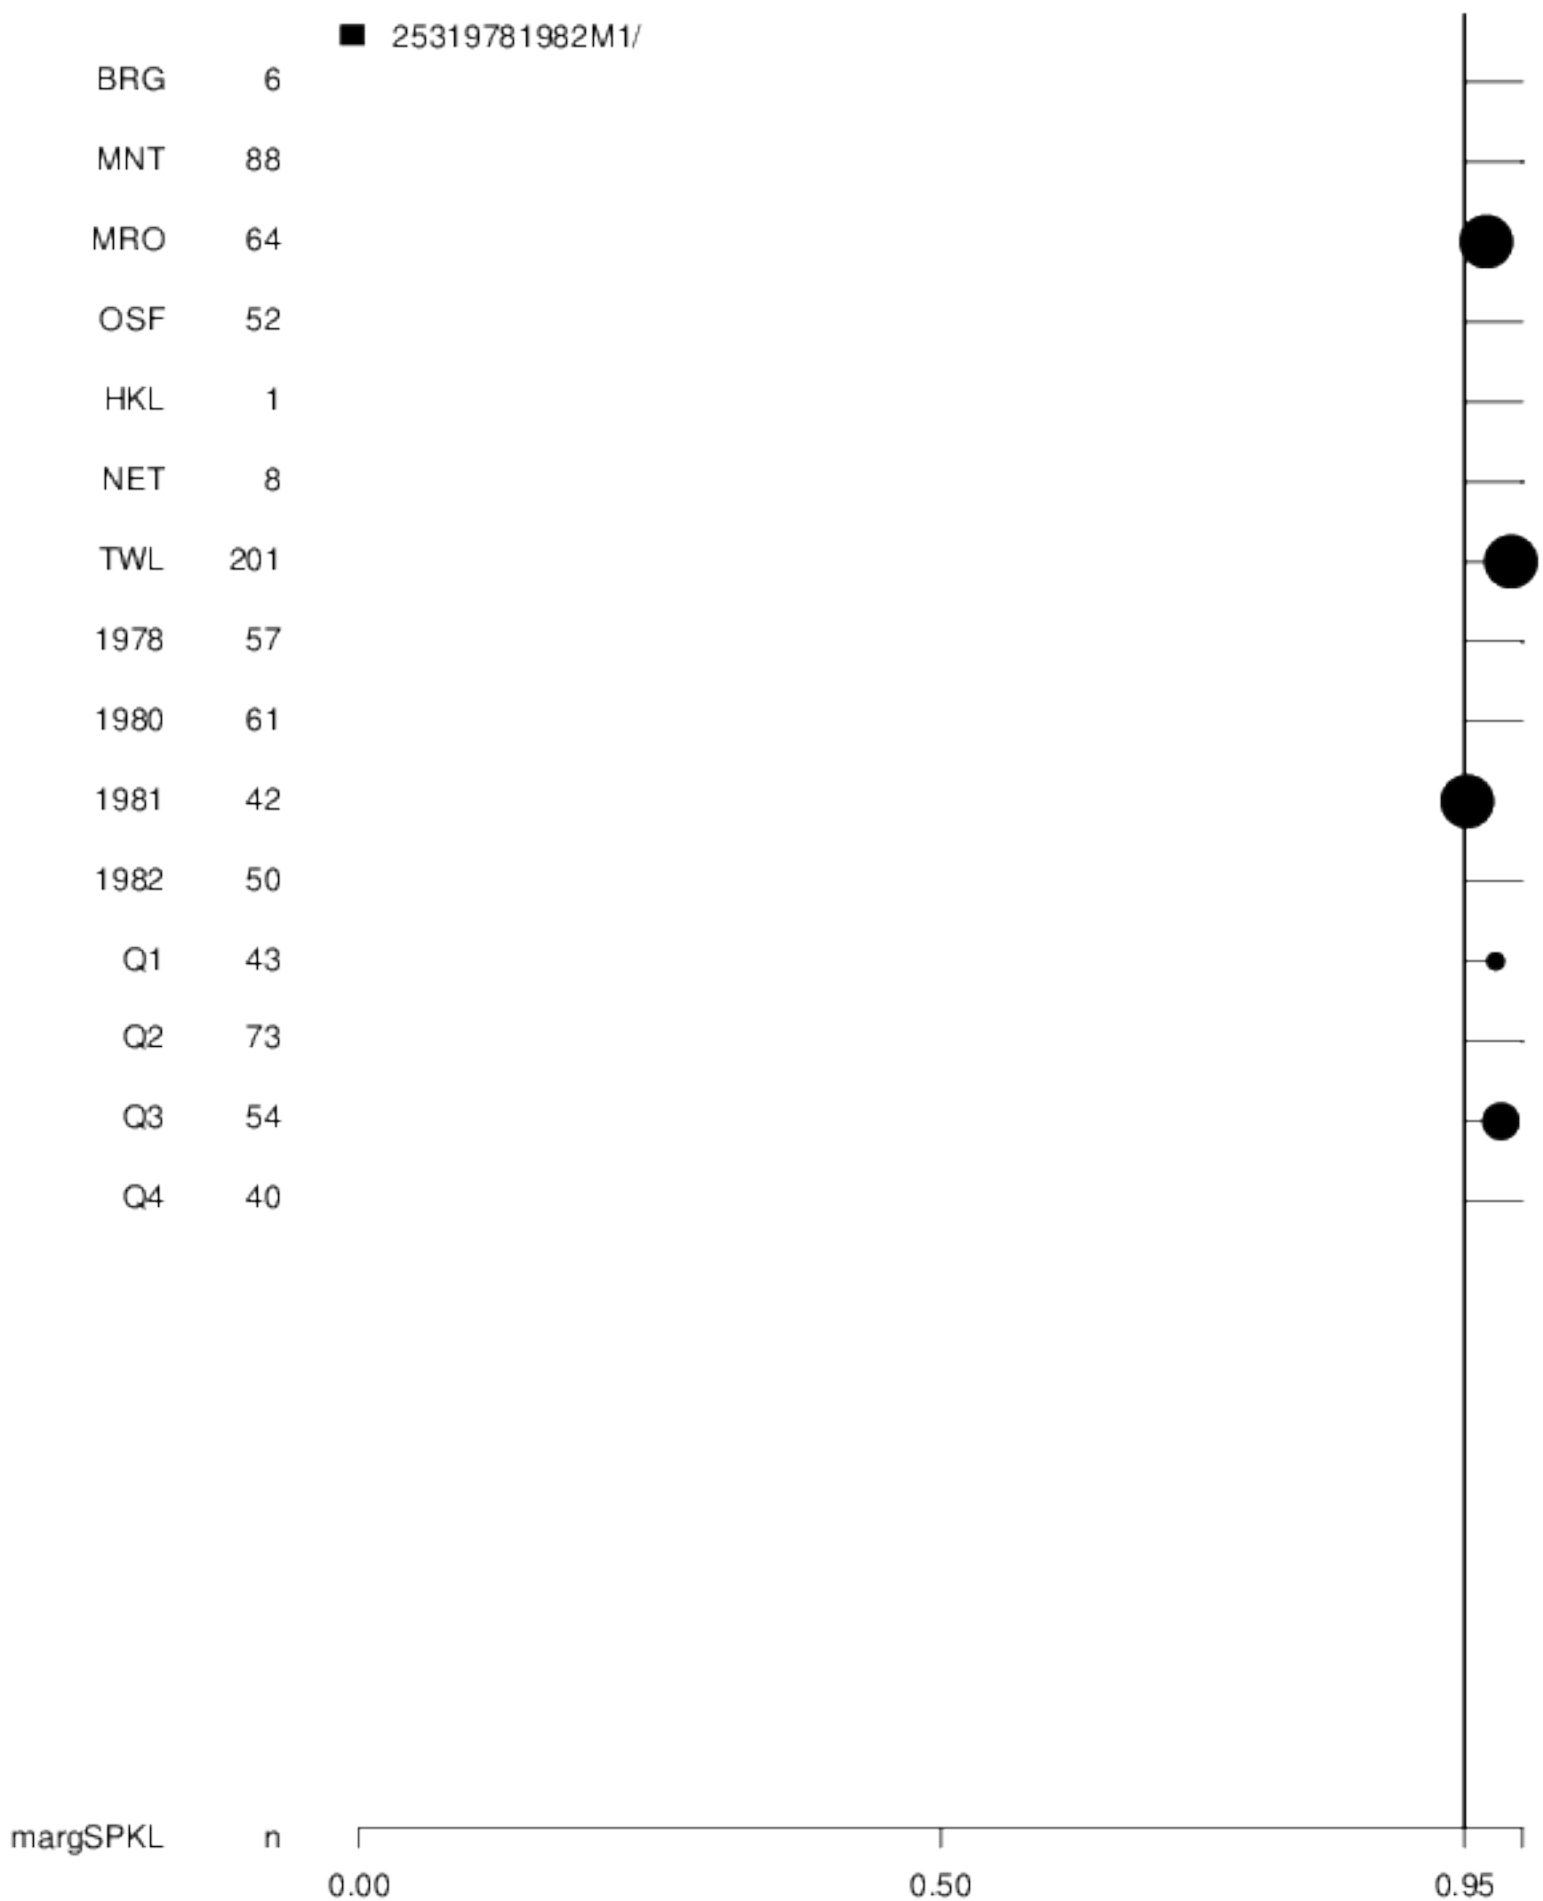 25319781982M1/
BRG 6
MNT 88
MRO 64
OSF 52
HKL 1
NET 8
TWL 201
1978 57
1980 61
1981 42
1982 50
Q1 43
Q2 73
Q3 54
Q4 40
margSPKL n
0.00 0.50 0.95